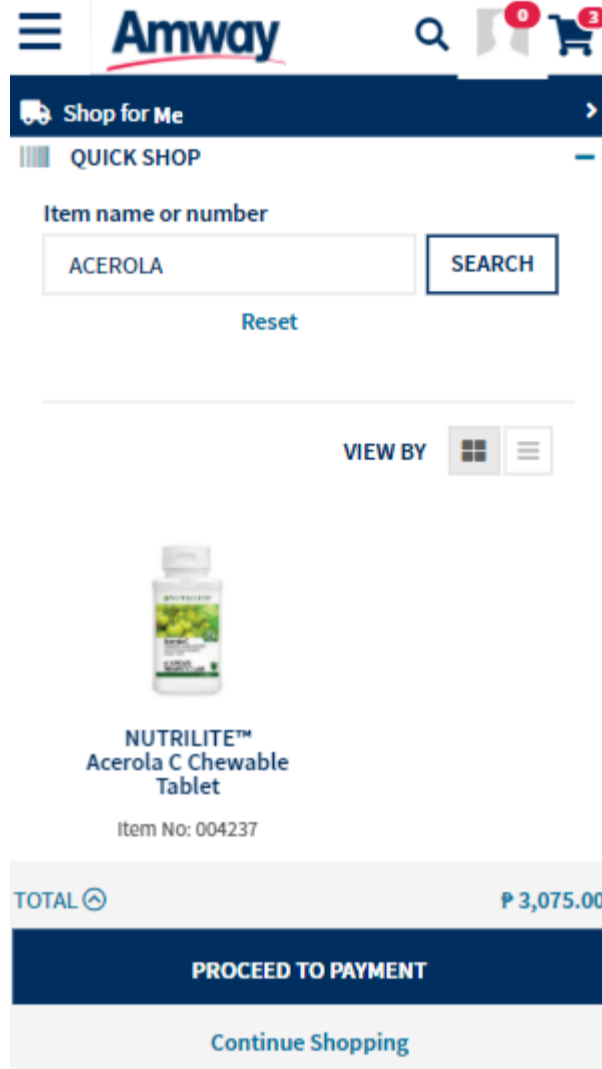 Amway
0
3
Shop for Me
QUICK SHOP
Item name or number
ACEROLA
SEARCH
Reset
VIEW BY
NUTRILITE™
Acerola C Chewable
Tablet
Item No: 004237
TOTAL
₱ 3,075.00
PROCEED TO PAYMENT
Continue Shopping